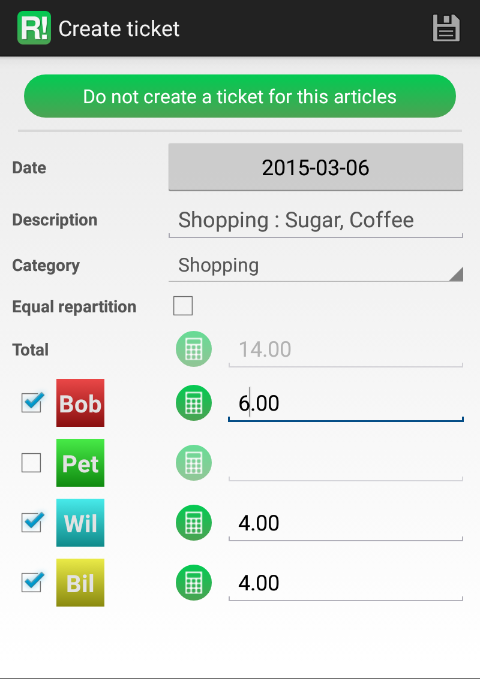 R! Create ticket
Do not create a ticket for this articles
Date 2015-03-06
Description Shopping : Sugar, Coffee
Category Shopping
Equal repartition
Total 14.00
Bob 6.00
Pet
Wil 4.00
Bil 4.00